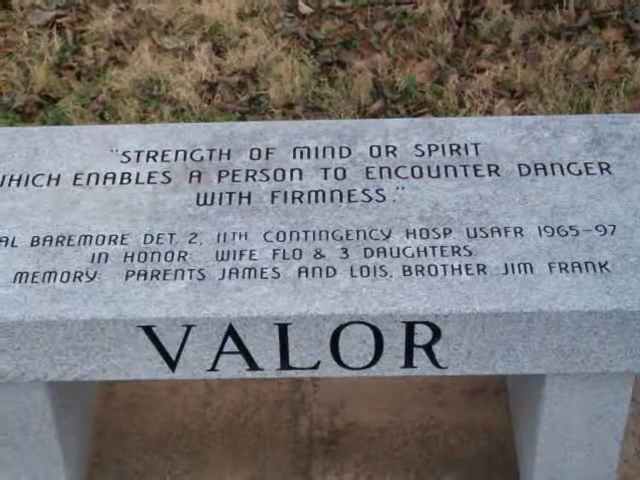 "STRENGTH OF MIND OR SPIRIT
WHICH ENABLES A PERSON TO ENCOUNTER DANGER
WITH FIRMNESS."
AL BAREMORE DET. 2, 11TH CONTINGENCY HOSP USAFR 1965-97
IN HONOR: WIFE FLO & 3 DAUGHTERS.
MEMORY: PARENTS JAMES AND LOIS, BROTHER JIM FRANK
VALOR